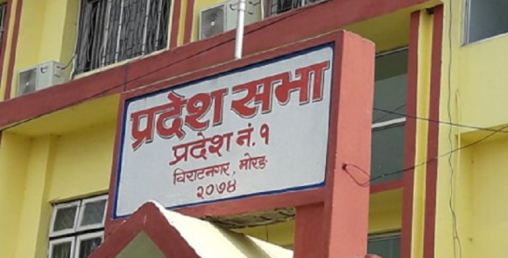 प्रदेश सभा
प्रदेश नं. १
विराटनगर, मोरङ
२०७४